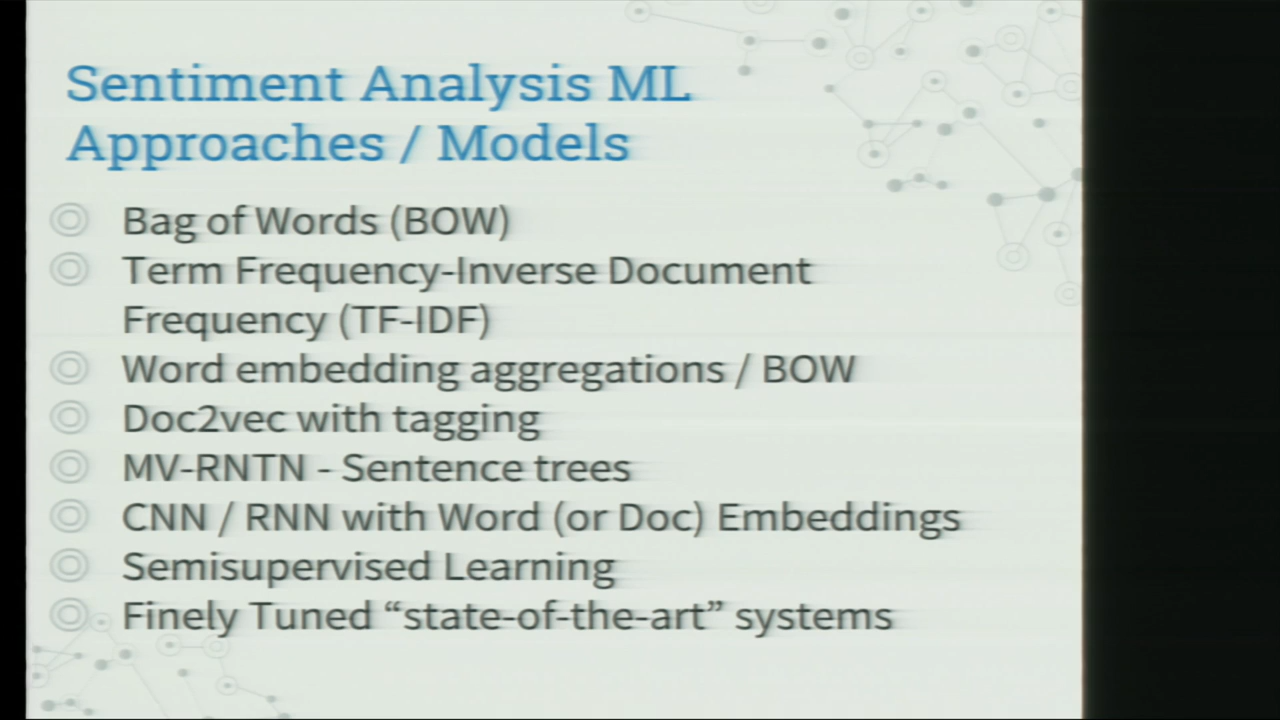 Sentiment Analysis ML
Approaches / Models
Bag of Words (BOW)
Term Frequency-Inverse Document
Frequency (TF-IDF)
Word embedding aggregations / BOW
Doc2vec with tagging
MV-RNTN - Sentence trees
CNN / RNN with Word (or Doc) Embeddings
Semisupervised Learning
Finely Tuned “state-of-the-art” systems